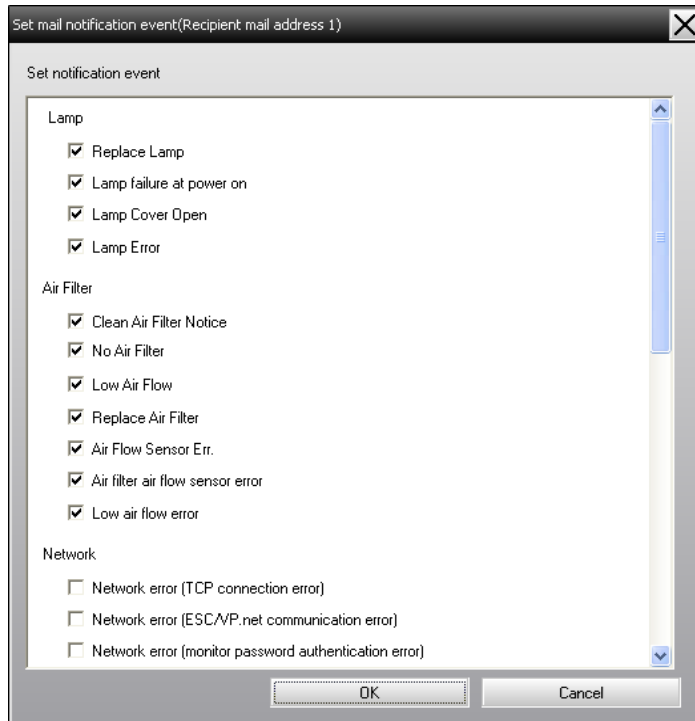 Set mail notification event(Recipient mail address 1)
Set notification event
Lamp
Replace Lamp
Lamp failure at power on
Lamp Cover Open
Lamp Error
Air Filter
Clean Air Filter Notice
No Air Filter
Low Air Flow
Replace Air Filter
Air Flow Sensor Err.
Air filter air flow sensor error
Low air flow error
Network
Network error (TCP connection error)
Network error (ESC/VP.net communication error)
Network error (monitor password authentication error)
OK Cancel